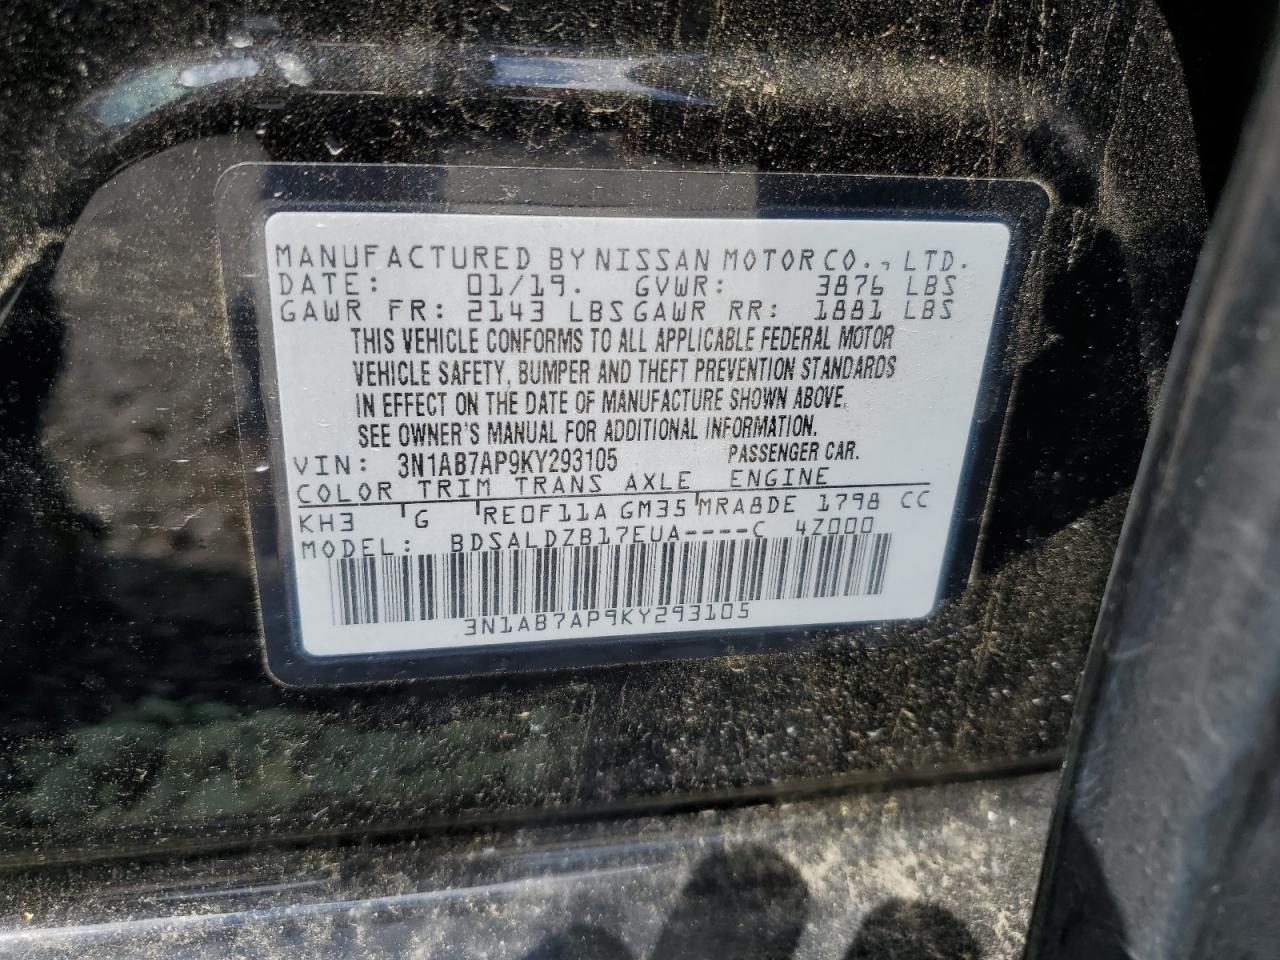 MANUFACTURED BY NISSAN MOTOR CO., LTD.
DATE: 01/19. GVWR: 3876 LBS
GAWR FR: 2143 LBS GAWR RR: 1881 LBS
THIS VEHICLE CONFORMS TO ALL APPLICABLE FEDERAL MOTOR
VEHICLE SAFETY, BUMPER AND THEFT PREVENTION STANDARDS
IN EFFECT ON THE DATE OF MANUFACTURE SHOWN ABOVE.
SEE OWNER'S MANUAL FOR ADDITIONAL INFORMATION.
VIN: 3N1AB7AP9KY293105 PASSENGER CAR.
COLOR TRIM TRANS AXLE ENGINE
KH3 G RE0F11A GM35 MRA8DE 1798 CC
MODEL: BDSALDZB17EUA----C 4Z000
3N1AB7AP9KY293105